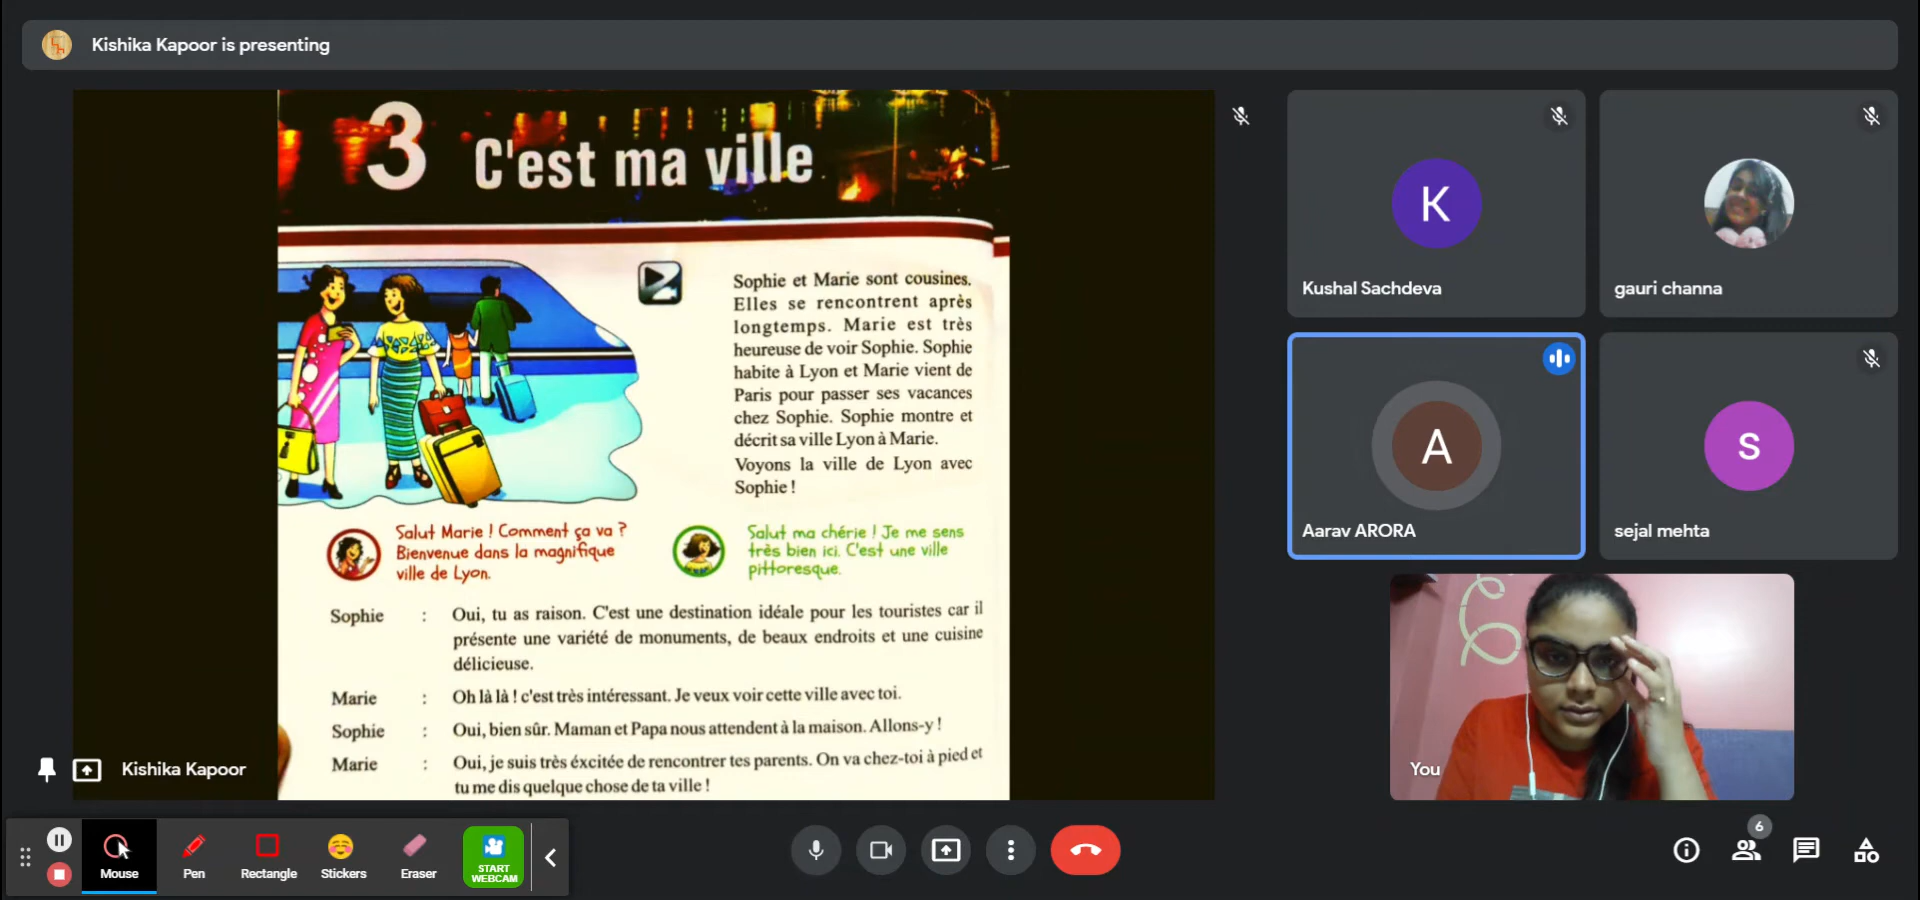 Kishika Kapoor is presenting
3 C'est ma ville
Sophie et Marie sont cousines.
Elles se rencontrent après
longtemps. Marie est très
heureuse de voir Sophie. Sophie
habite à Lyon et Marie vient de
Paris pour passer ses vacances
chez Sophie. Sophie montre et
décrit sa ville Lyon à Marie.
Voyons la ville de Lyon avec
Sophie !
Salut Marie ! Comment ça va ?
Bienvenue dans la magnifique
ville de Lyon.
Salut ma chérie ! Je me sens
très bien ici. C'est une ville
pittoresque.
Sophie : Oui, tu as raison. C'est une destination idéale pour les touristes car il
présente une variété de monuments, de beaux endroits et une cuisine
délicieuse.
Marie : Oh là là ! c'est très intéressant. Je veux voir cette ville avec toi.
Sophie : Oui, bien sûr. Maman et Papa nous attendent à la maison. Allons-y !
Marie : Oui, je suis très éxcitée de rencontrer tes parents. On va chez-toi à pied et
tu me dis quelque chose de ta ville !
Kishika Kapoor
K
Kushal Sachdeva
gauri channa
A
Aarav ARORA
S
sejal mehta
You
Mouse
Pen
Rectangle
Stickers
Eraser
START
WEBCAM
6